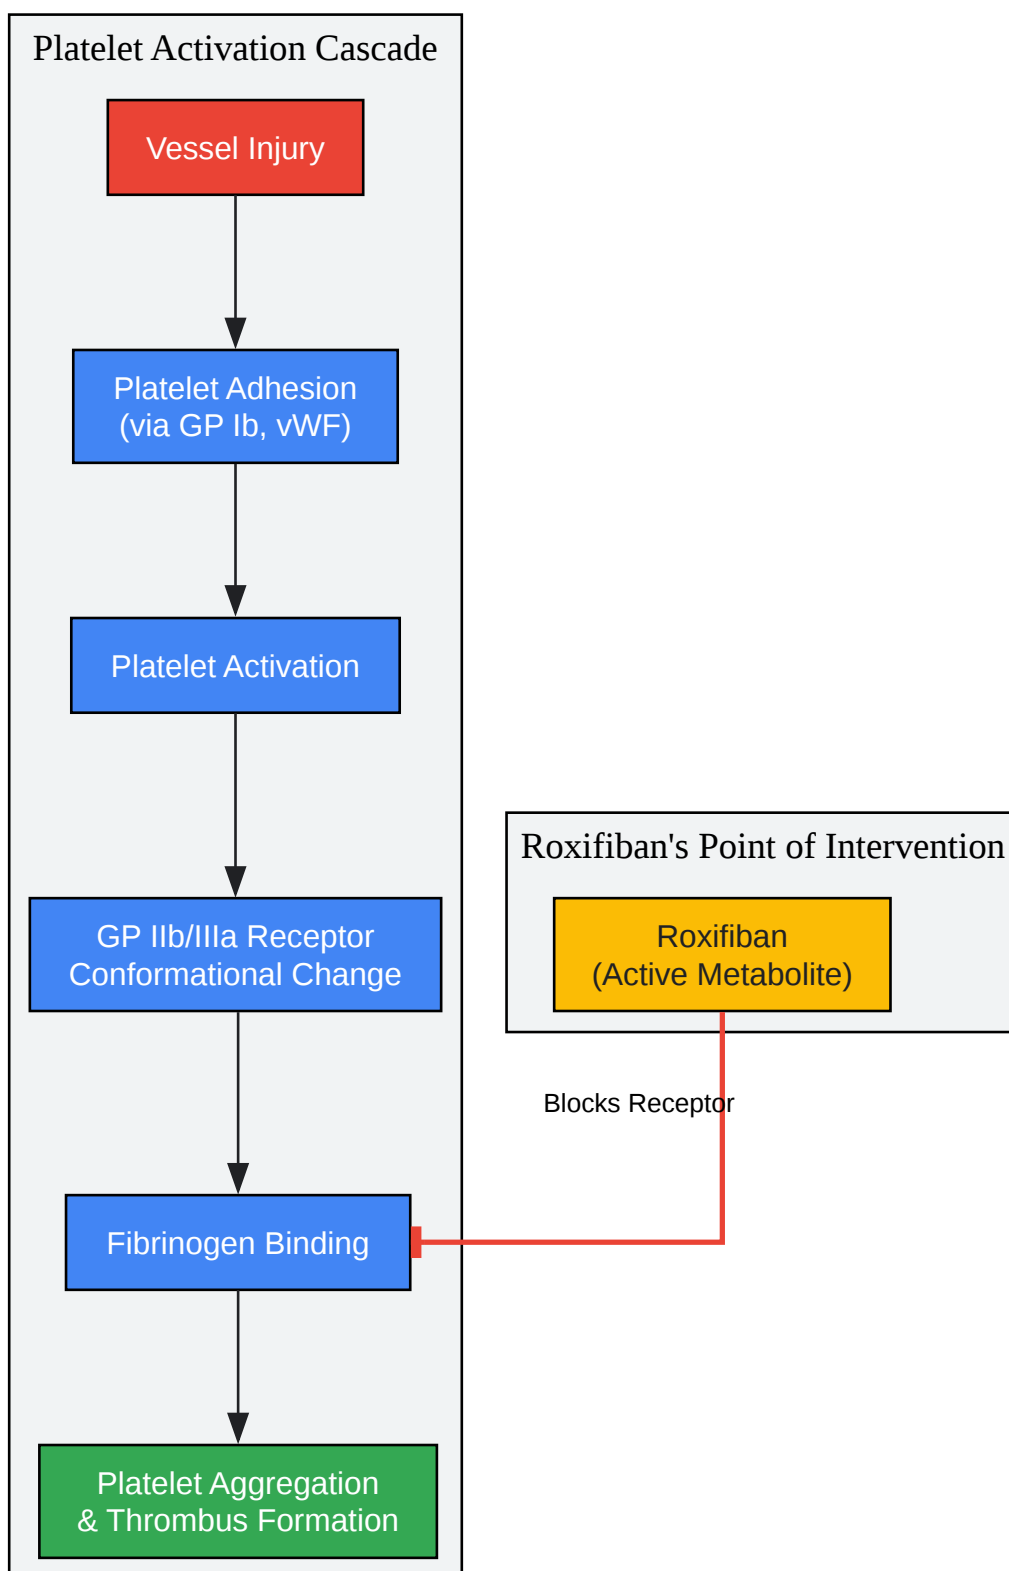 Platelet Activation Cascade
Vessel Injury
Platelet Adhesion
(via GP Ib, vWF)
Platelet Activation
GP IIb/IIIa Receptor
Conformational Change
Fibrinogen Binding
Platelet Aggregation
& Thrombus Formation
Roxifiban's Point of Intervention
Roxifiban
(Active Metabolite)
Blocks Receptor